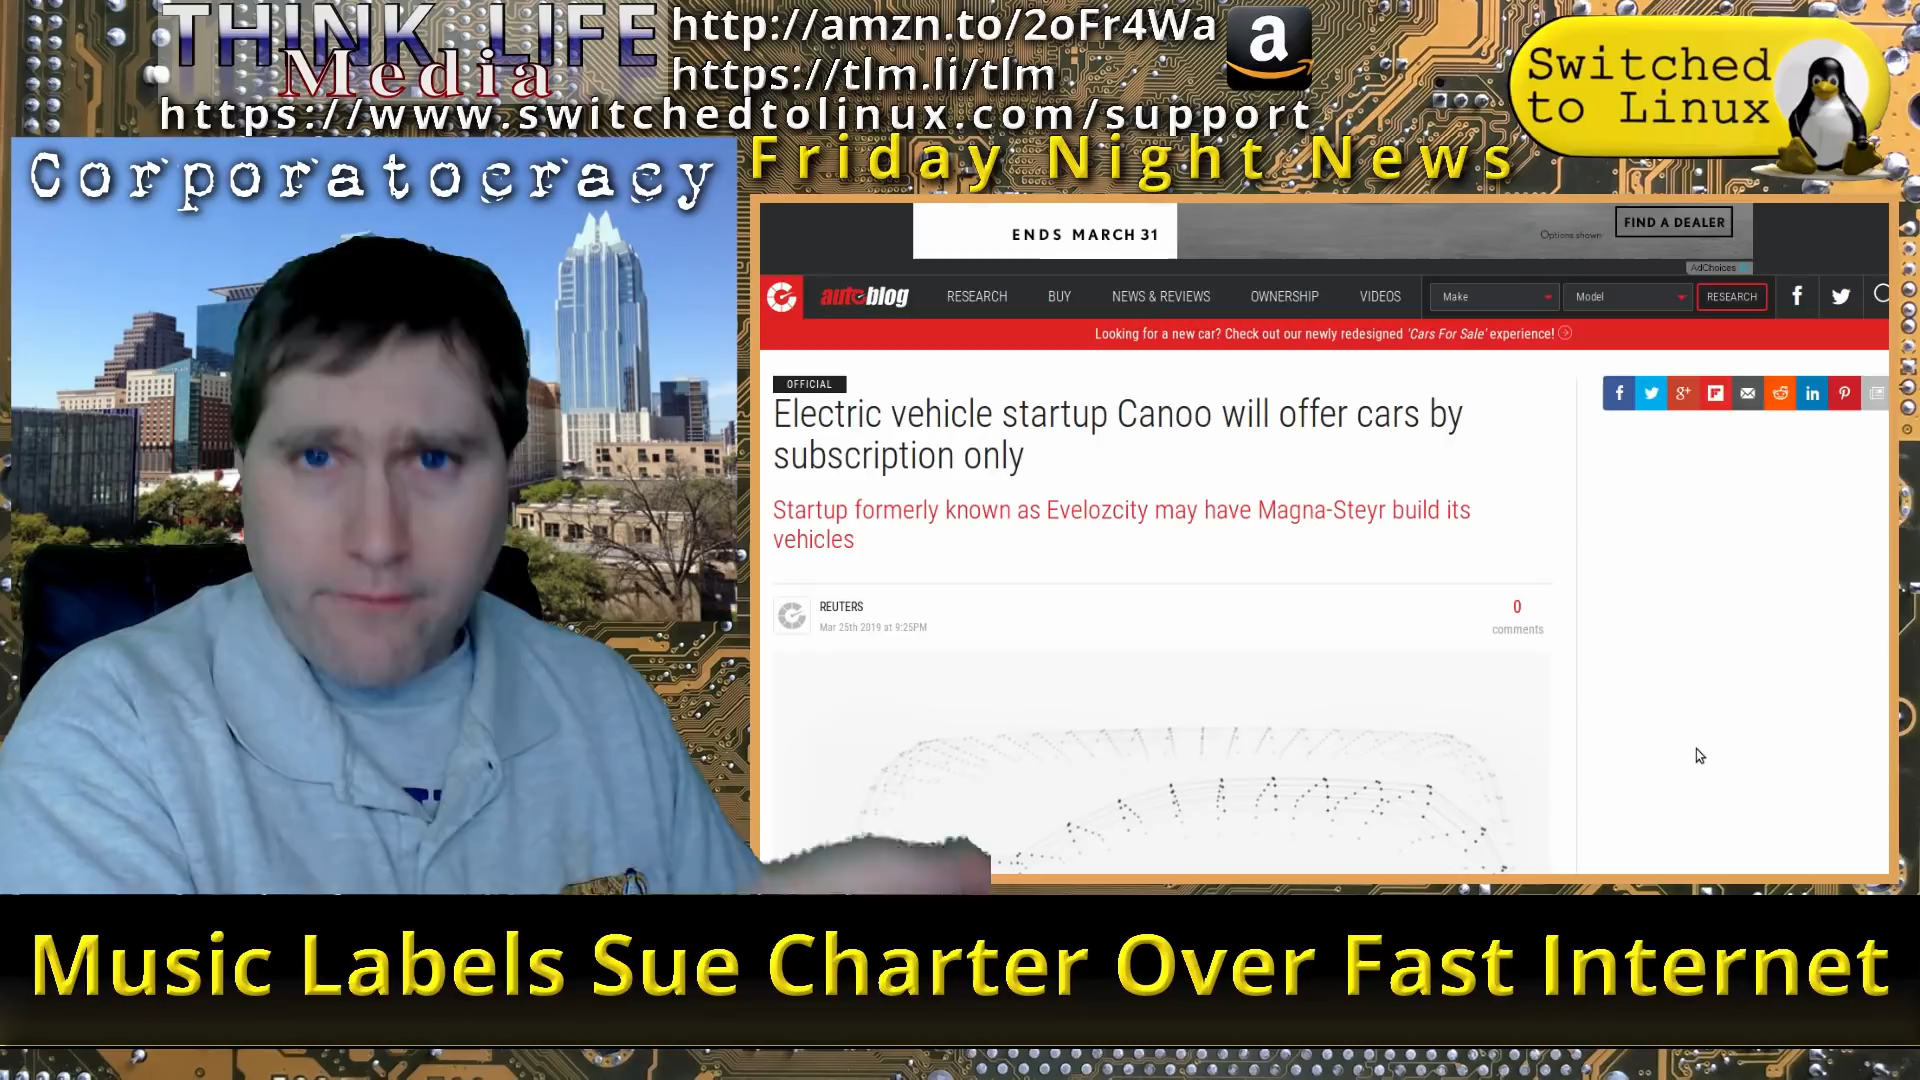 THINK LIFE
Media
http://amzn.to/2oFr4Wa
https://tlm.li/tlm
https://www.switchedtolinux.com/support
a
Switched
to Linux
Corporatocracy
Friday Night News
ENDS MARCH 31
Options shown
FIND A DEALER
AdChoices
autoblog
RESEARCH
BUY
NEWS & REVIEWS
OWNERSHIP
VIDEOS
Make
Model
RESEARCH
Looking for a new car? Check out our newly redesigned 'Cars For Sale' experience!
OFFICIAL
Electric vehicle startup Canoo will offer cars by
subscription only
Startup formerly known as Evelozcity may have Magna-Steyr build its
vehicles
REUTERS
Mar 25th 2019 at 9:25PM
0
comments
Music Labels Sue Charter Over Fast Internet